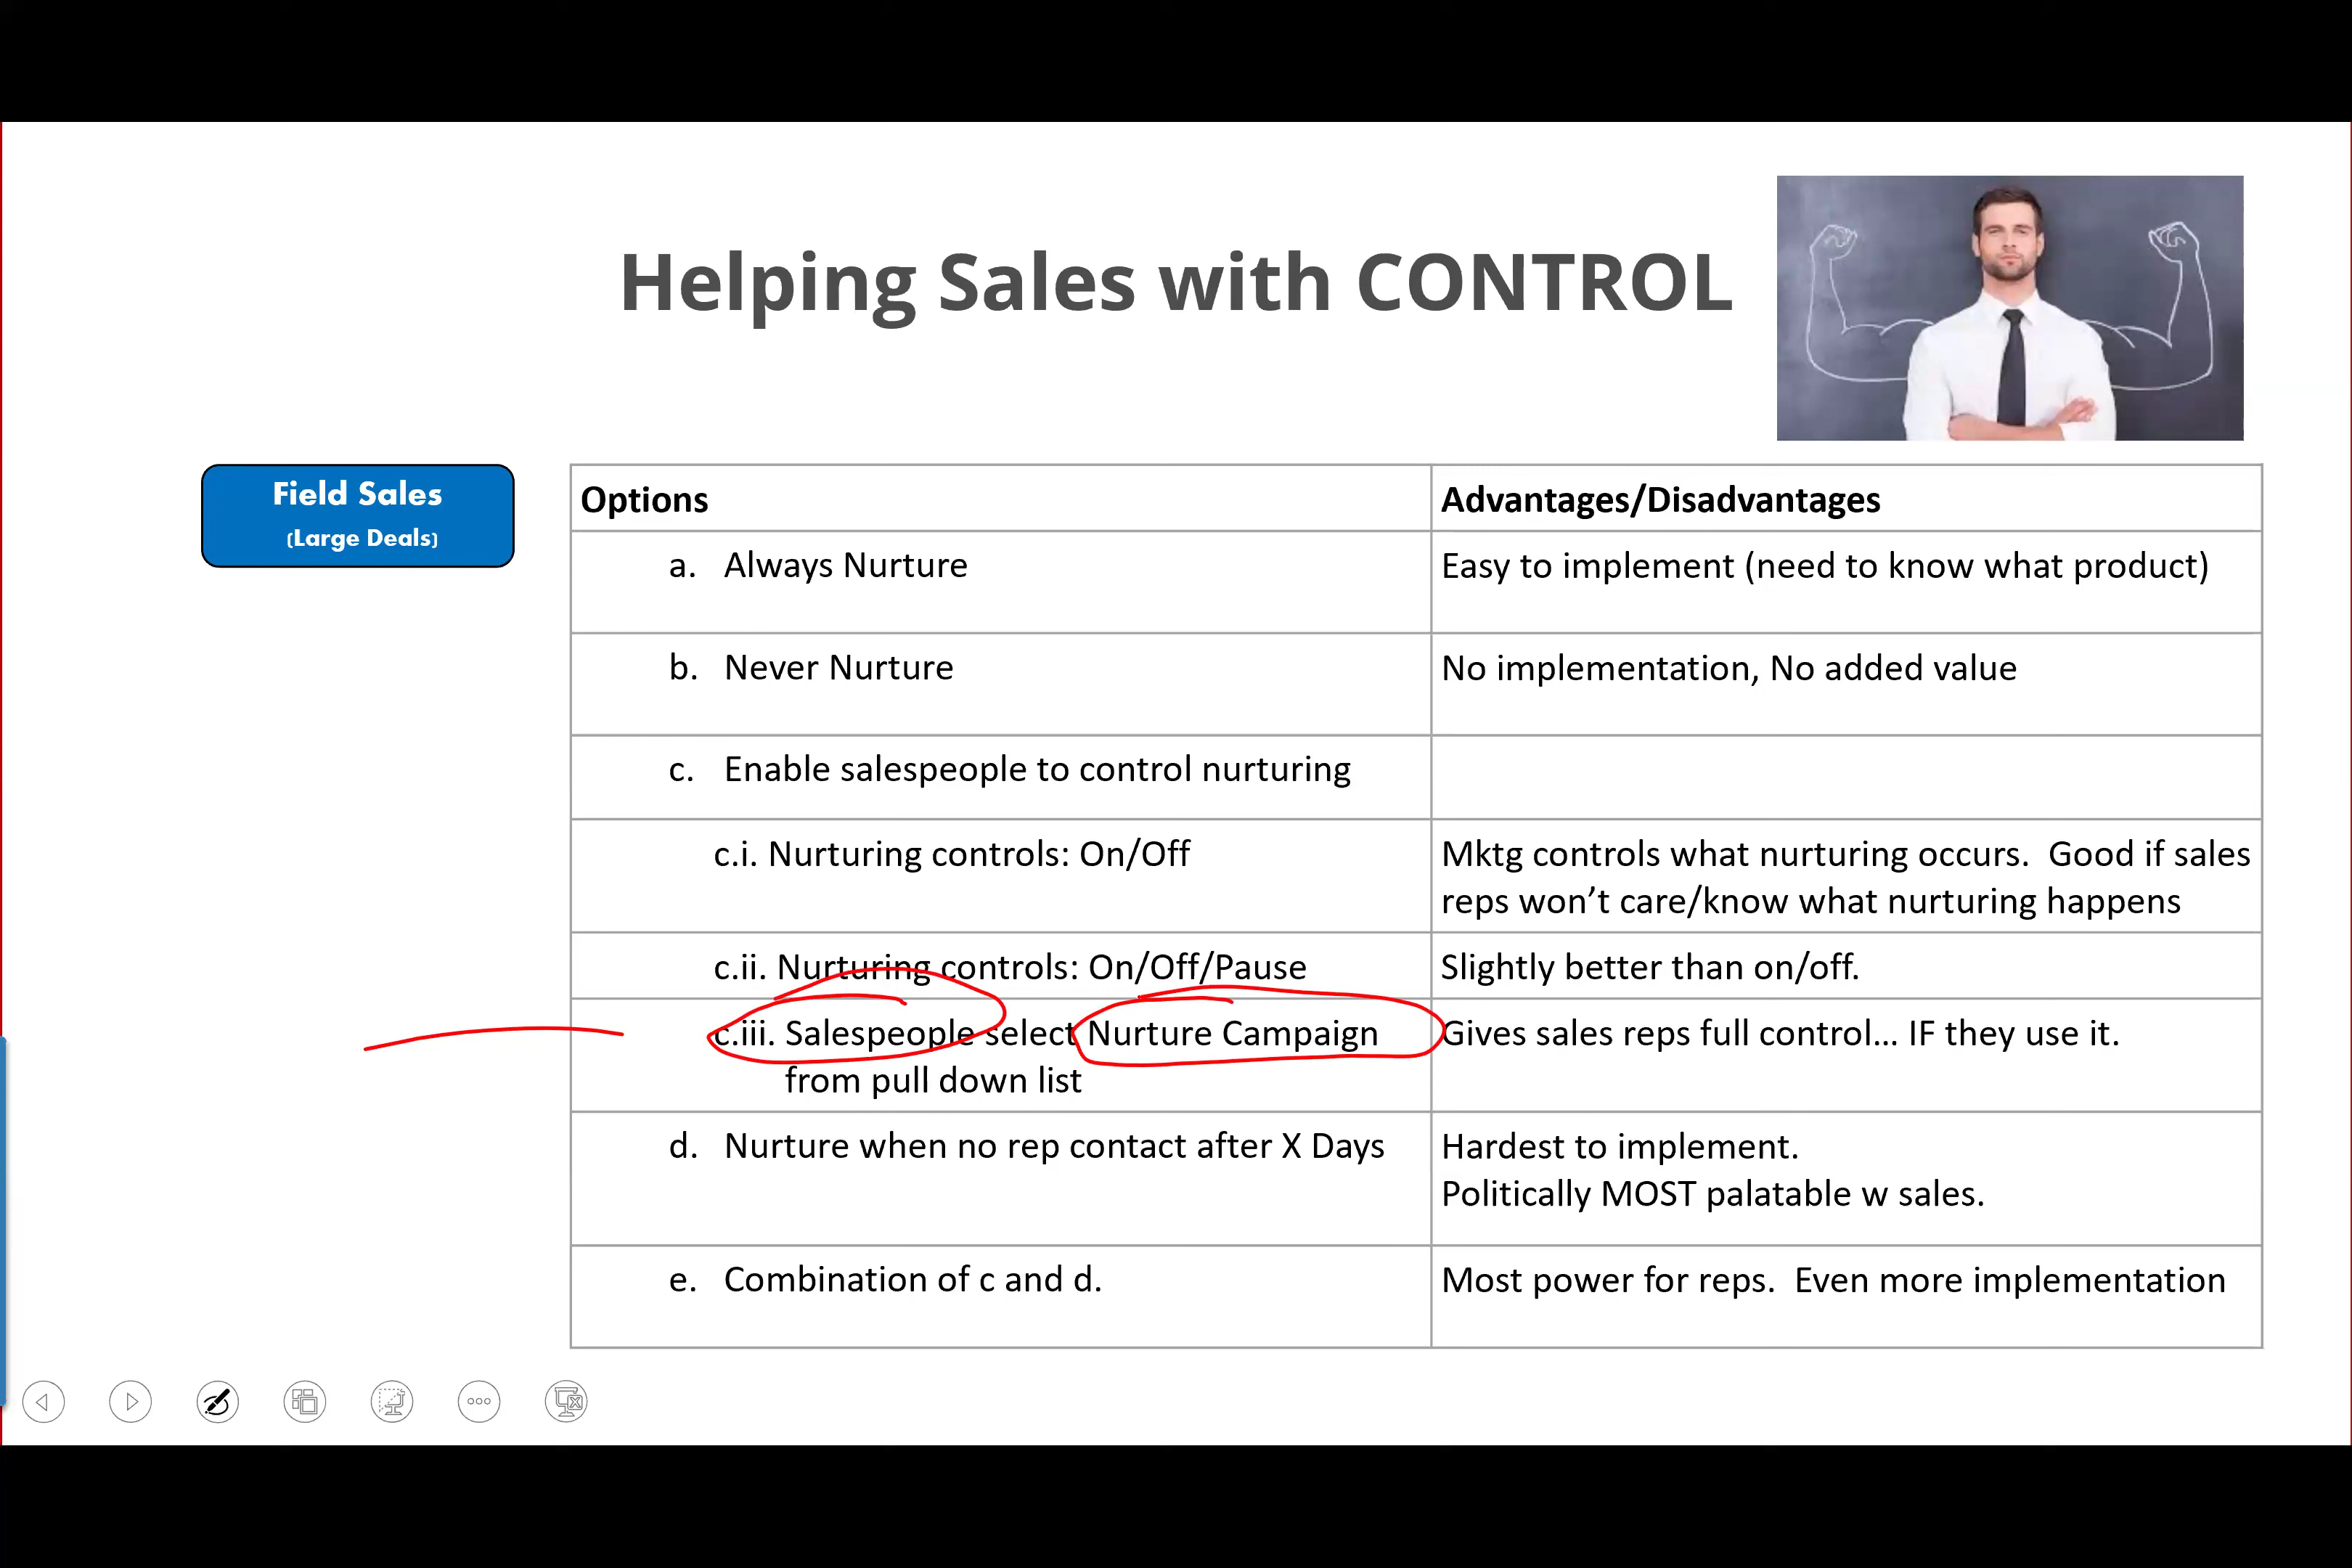 Helping Sales with CONTROL
Field Sales
(Large Deals)
Options
Advantages/Disadvantages
a. Always Nurture
Easy to implement (need to know what product)
b. Never Nurture
No implementation, No added value
c. Enable salespeople to control nurturing
c.i. Nurturing controls: On/Off
Mktg controls what nurturing occurs. Good if sales
reps won’t care/know what nurturing happens
c.ii. Nurturing controls: On/Off/Pause
Slightly better than on/off.
c.iii. Salespeople select Nurture Campaign
from pull down list
Gives sales reps full control... IF they use it.
d. Nurture when no rep contact after X Days
Hardest to implement.
Politically MOST palatable w sales.
e. Combination of c and d.
Most power for reps. Even more implementation